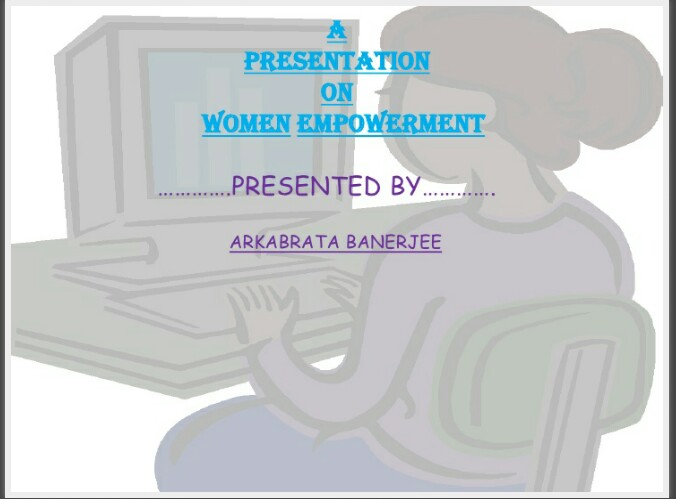 A
PRESENTATION
ON
WOMEN EMPOWERMENT
………….PRESENTED BY………….
ARKABRATA BANERJEE